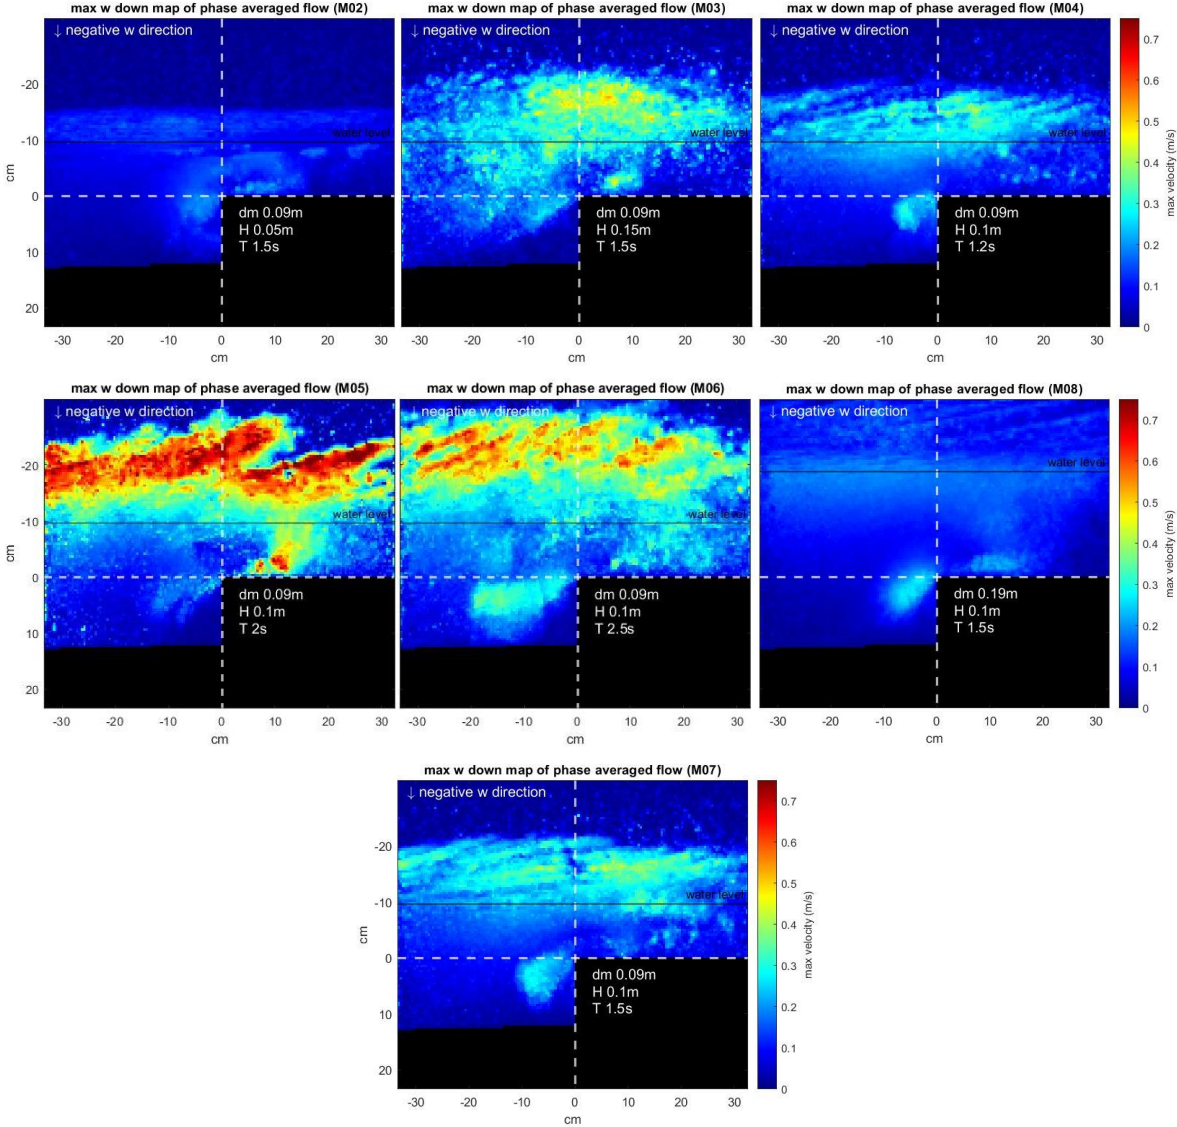 max w down map of phase averaged flow (M02)
max w down map of phase averaged flow (M03)
max w down map of phase averaged flow (M04)
↓ negative w direction
↓ negative w direction
↓ negative w direction
water level
water level
water level
dm 0.09m
H 0.05m
T 1.5s
dm 0.09m
H 0.15m
T 1.5s
dm 0.09m
H 0.1m
T 1.2s
-20
-10
0
10
20
cm
-30 -20 -10 0 10 20 30
-30 -20 -10 0 10 20 30
-30 -20 -10 0 10 20 30
cm
cm
cm
0.7
0.6
0.5
0.4
0.3
0.2
0.1
0
max velocity (m/s)
max w down map of phase averaged flow (M05)
max w down map of phase averaged flow (M06)
max w down map of phase averaged flow (M08)
↓ negative w direction
↓ negative w direction
↓ negative w direction
water level
water level
water level
dm 0.09m
H 0.1m
T 2s
dm 0.09m
H 0.1m
T 2.5s
dm 0.19m
H 0.1m
T 1.5s
-20
-10
0
10
20
cm
-30 -20 -10 0 10 20 30
-30 -20 -10 0 10 20 30
-30 -20 -10 0 10 20 30
cm
cm
cm
0.7
0.6
0.5
0.4
0.3
0.2
0.1
0
max velocity (m/s)
max w down map of phase averaged flow (M07)
↓ negative w direction
water level
dm 0.09m
H 0.1m
T 1.5s
-20
-10
0
10
20
cm
-30 -20 -10 0 10 20 30
cm
0.7
0.6
0.5
0.4
0.3
0.2
0.1
0
max velocity (m/s)